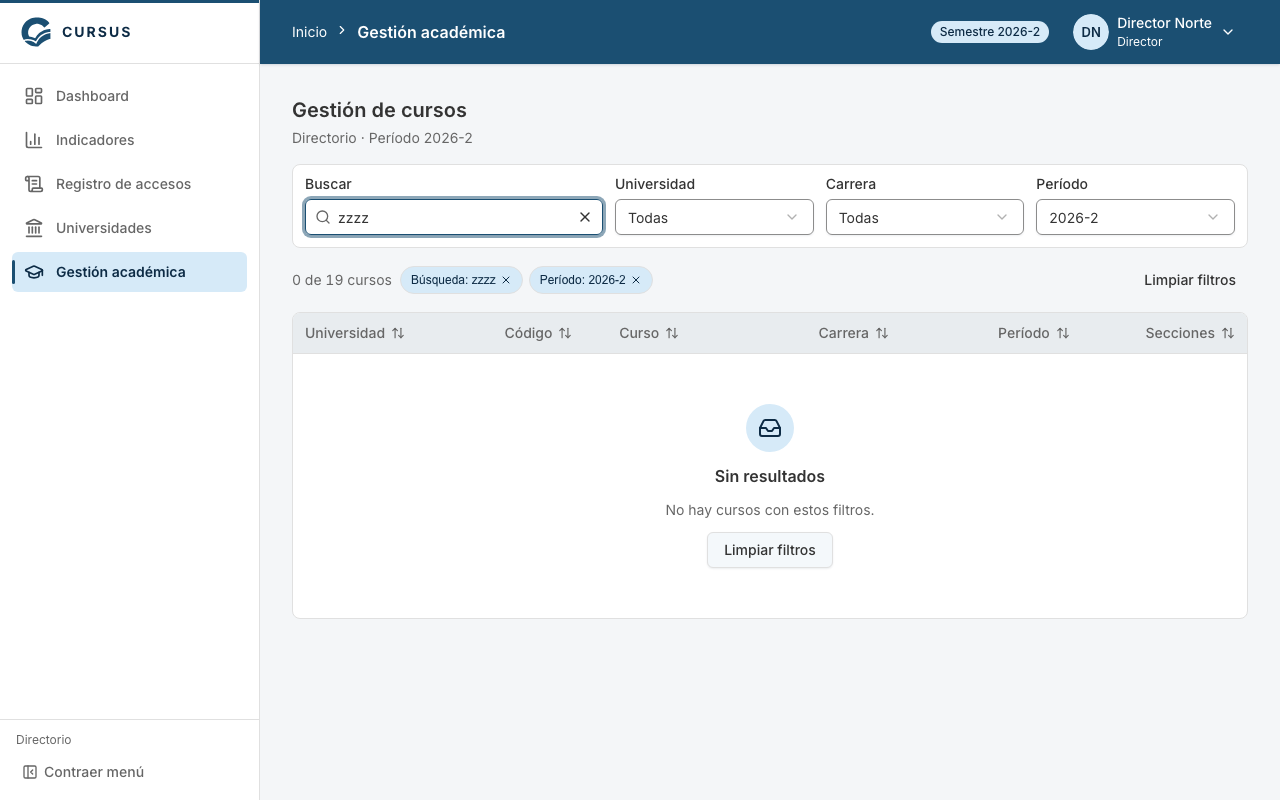 CURSUS
Inicio
Gestión académica
Semestre 2026-2
DN
Director Norte
Director
Dashboard
Indicadores
Registro de accesos
Universidades
Gestión académica
Gestión de cursos
Directorio · Período 2026-2
Buscar
Universidad
Carrera
Período
zzzz
Todas
Todas
2026-2
0 de 19 cursos
Búsqueda: zzzz
Período: 2026-2
Limpiar filtros
Universidad
Código
Curso
Carrera
Período
Secciones
Sin resultados
No hay cursos con estos filtros.
Limpiar filtros
Directorio
Contraer menú